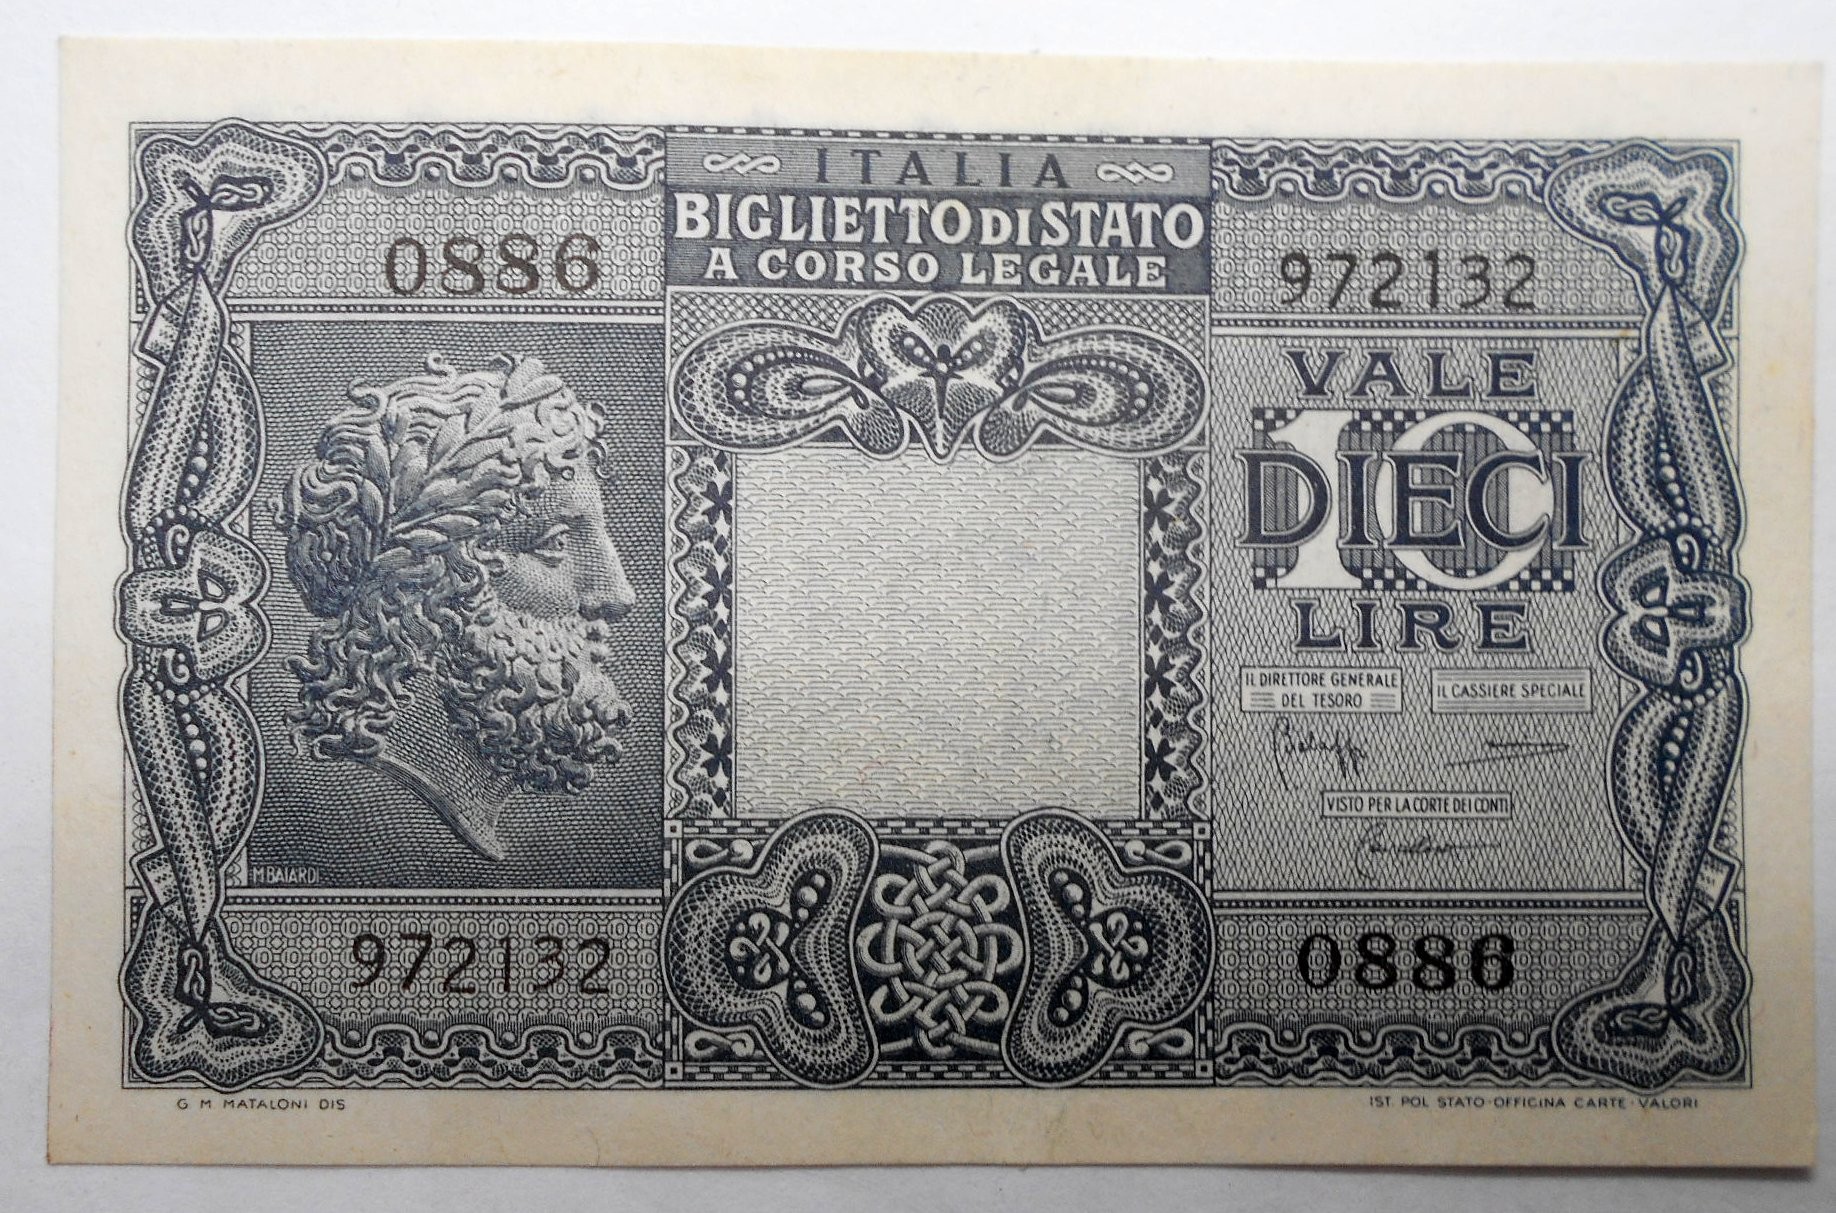 ITALIA
BIGLIETTO DI STATO
A CORSO LEGALE
0886
972132
VALE
10
DIECI
LIRE
IL DIRETTORE GENERALE
DEL TESORO
IL CASSIERE SPECIALE
VISTO PER LA CORTE DEI CONTI
M BAIARDI
972132
0886
G. M. MATALONI DIS
IST. POL. STATO-OFFICINA CARTE-VALORI